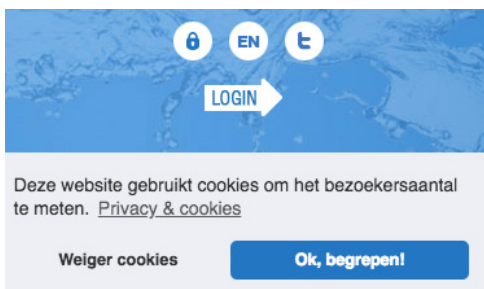 EN
LOGIN
Deze website gebruikt cookies om het bezoekersaantal
te meten. Privacy & cookies
Weiger cookies Ok, begrepen!